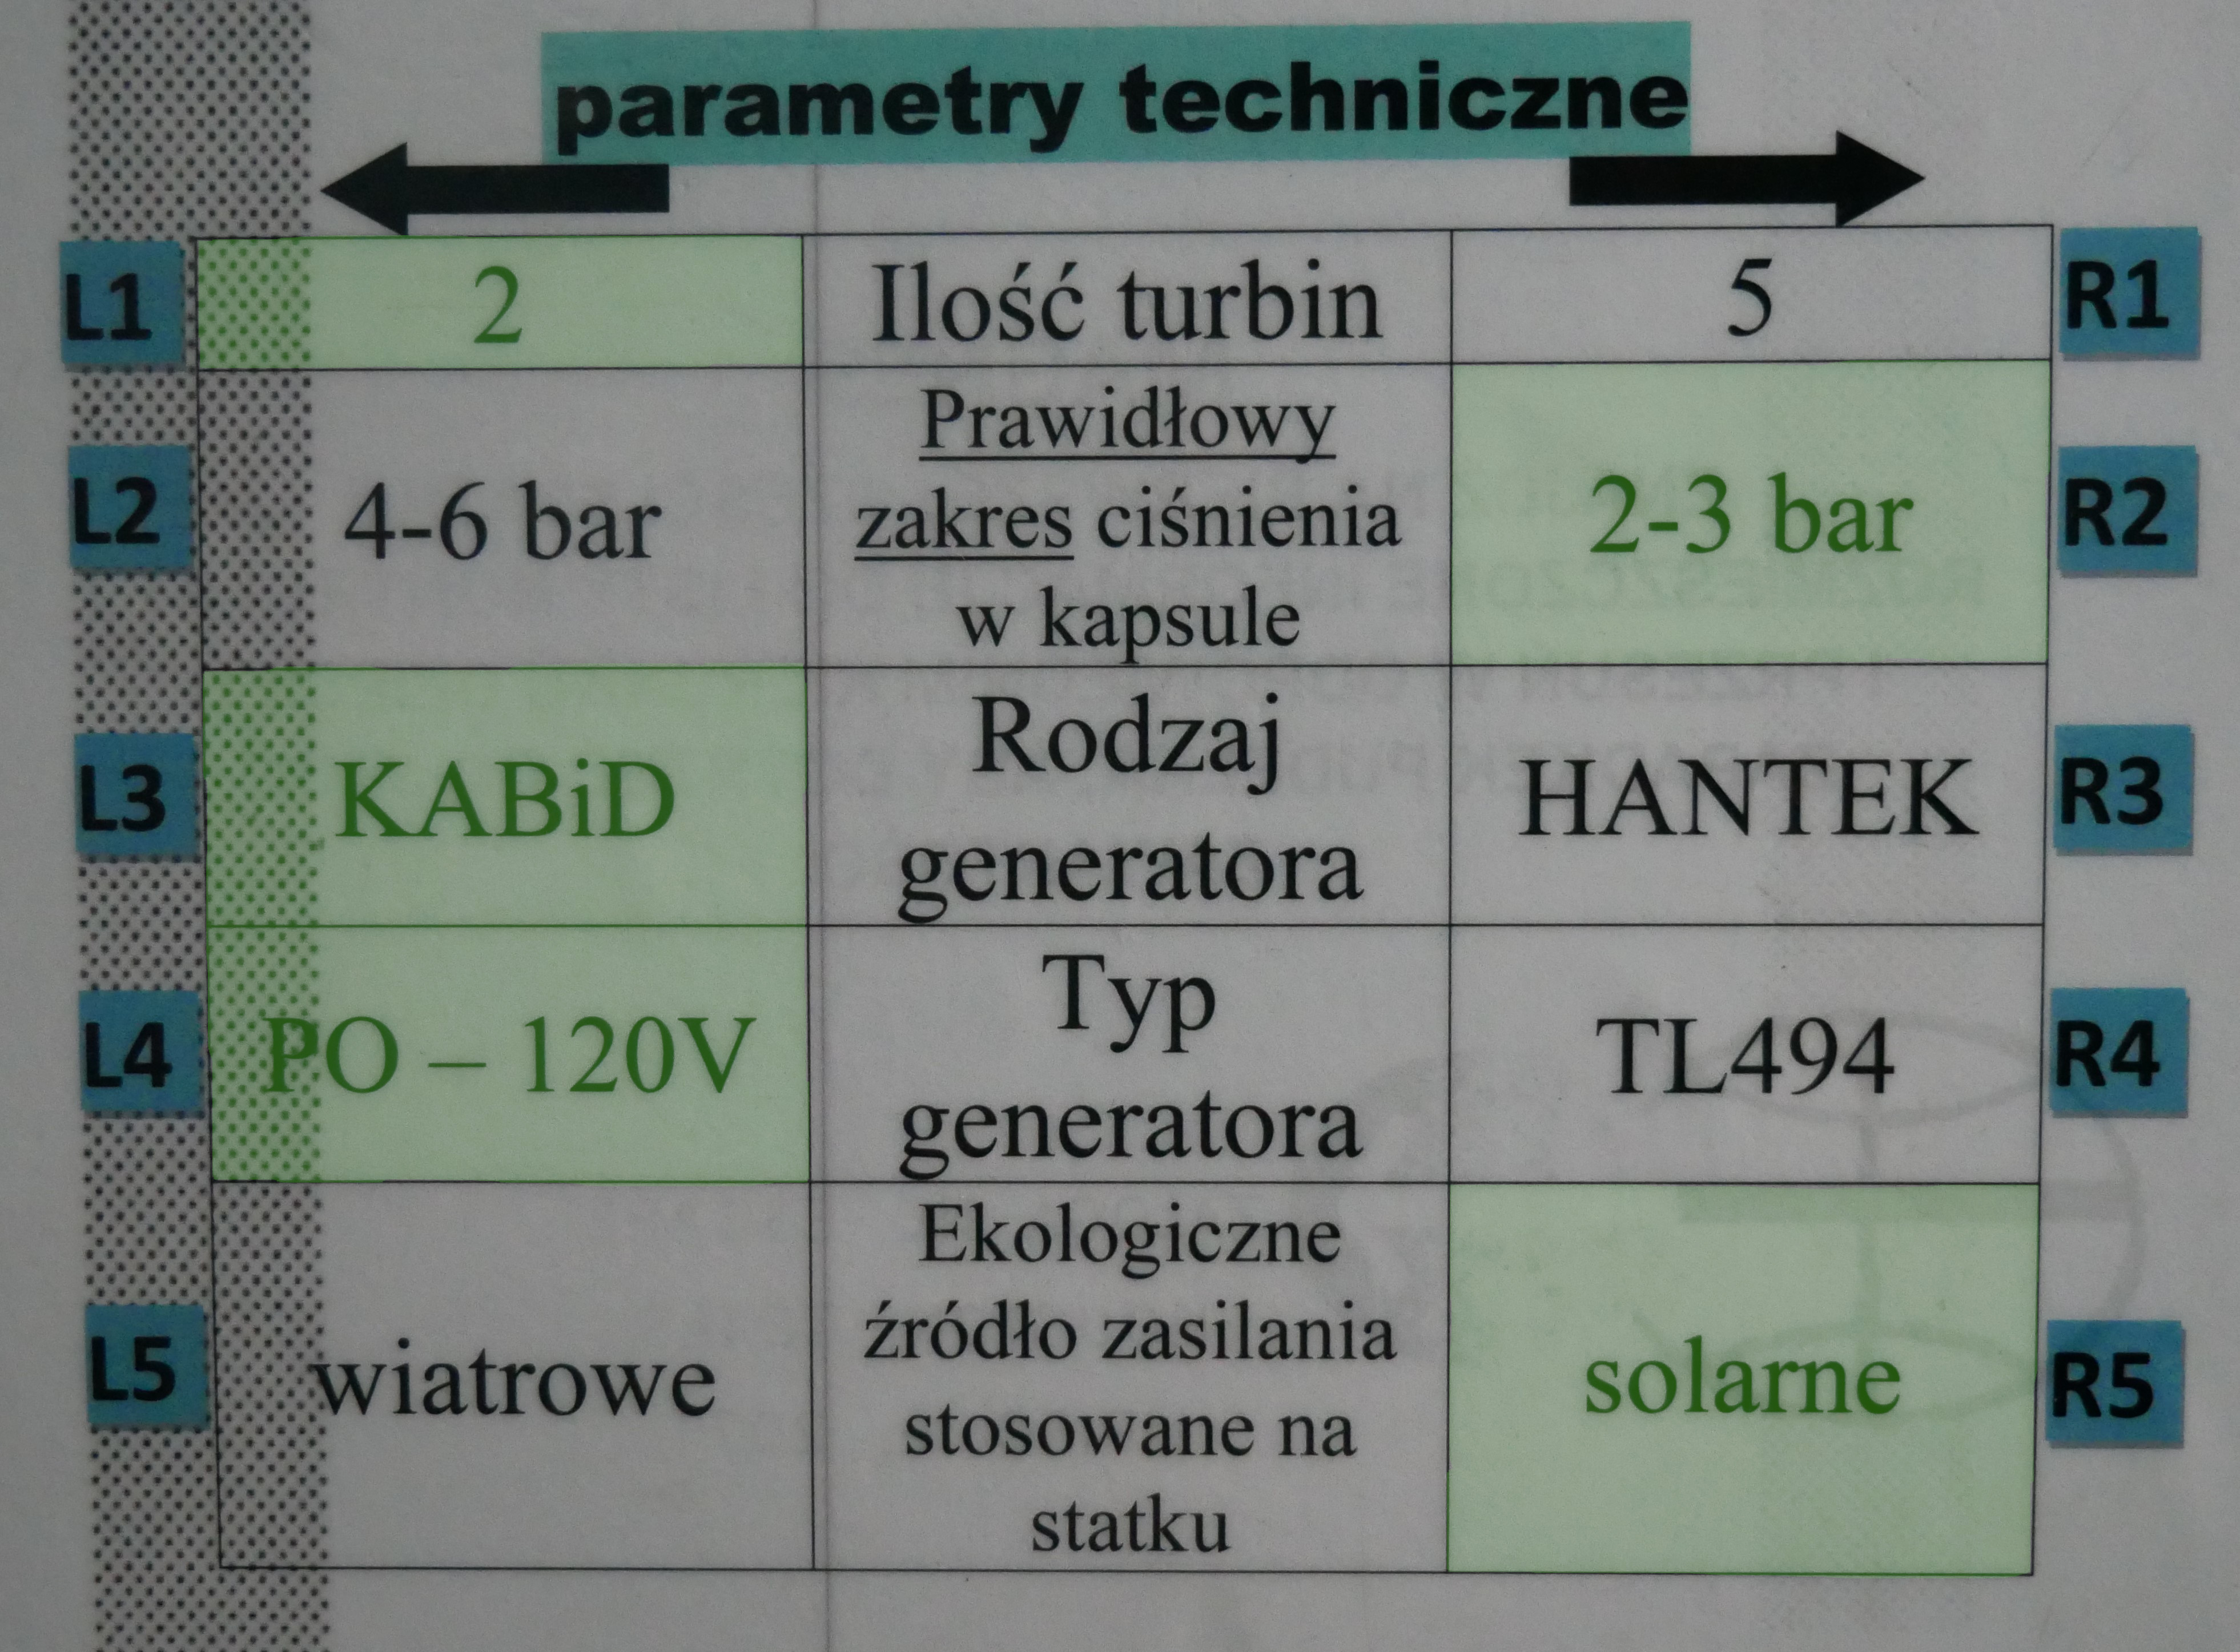 parametry techniczne
L1 2 Ilość turbin 5 R1
Prawidłowy
L2 4-6 bar zakres ciśnienia 2-3 bar R2
w kapsule
Rodzaj
L3 KABiD HANTEK R3
generatora
Typ
L4 PO – 120V TL494 R4
generatora
Ekologiczne
źródło zasilania
L5 wiatrowe solarne R5
stosowane na
statku